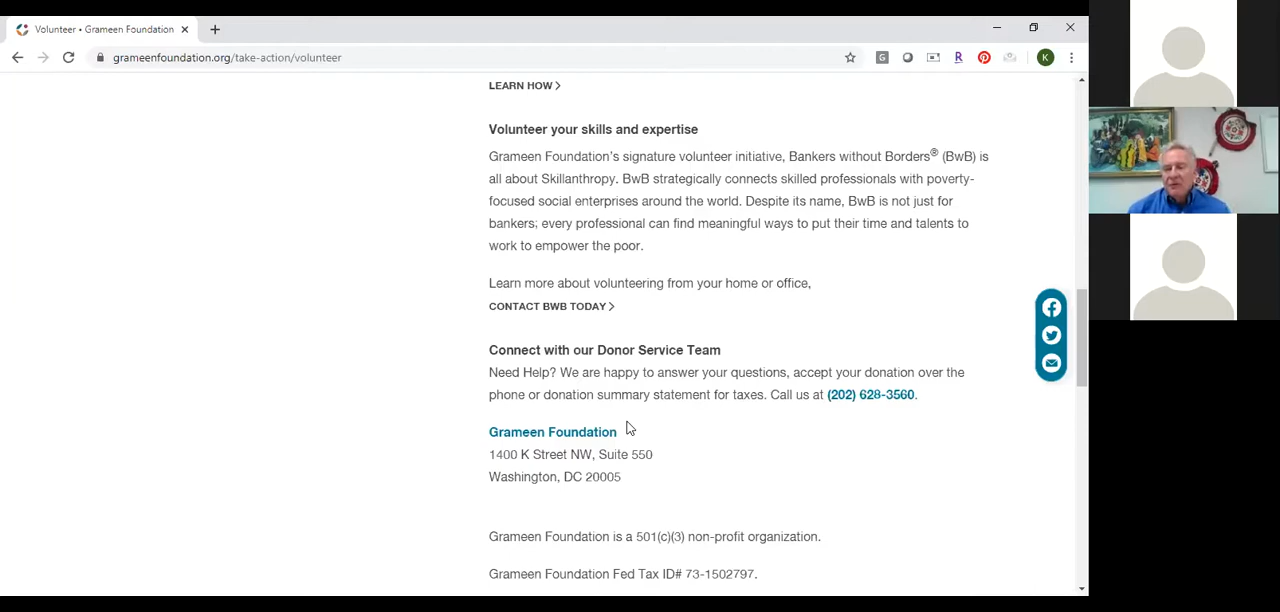 Volunteer • Grameen Foundation
grameenfoundation.org/take-action/volunteer
K
LEARN HOW >
Volunteer your skills and expertise
Grameen Foundation's signature volunteer initiative, Bankers without Borders® (BwB) is
all about Skillanthropy. BwB strategically connects skilled professionals with poverty-
focused social enterprises around the world. Despite its name, BwB is not just for
bankers; every professional can find meaningful ways to put their time and talents to
work to empower the poor.
Learn more about volunteering from your home or office,
CONTACT BWB TODAY >
Connect with our Donor Service Team
Need Help? We are happy to answer your questions, accept your donation over the
phone or donation summary statement for taxes. Call us at (202) 628-3560.
Grameen Foundation
1400 K Street NW, Suite 550
Washington, DC 20005
Grameen Foundation is a 501(c)(3) non-profit organization.
Grameen Foundation Fed Tax ID# 73-1502797.